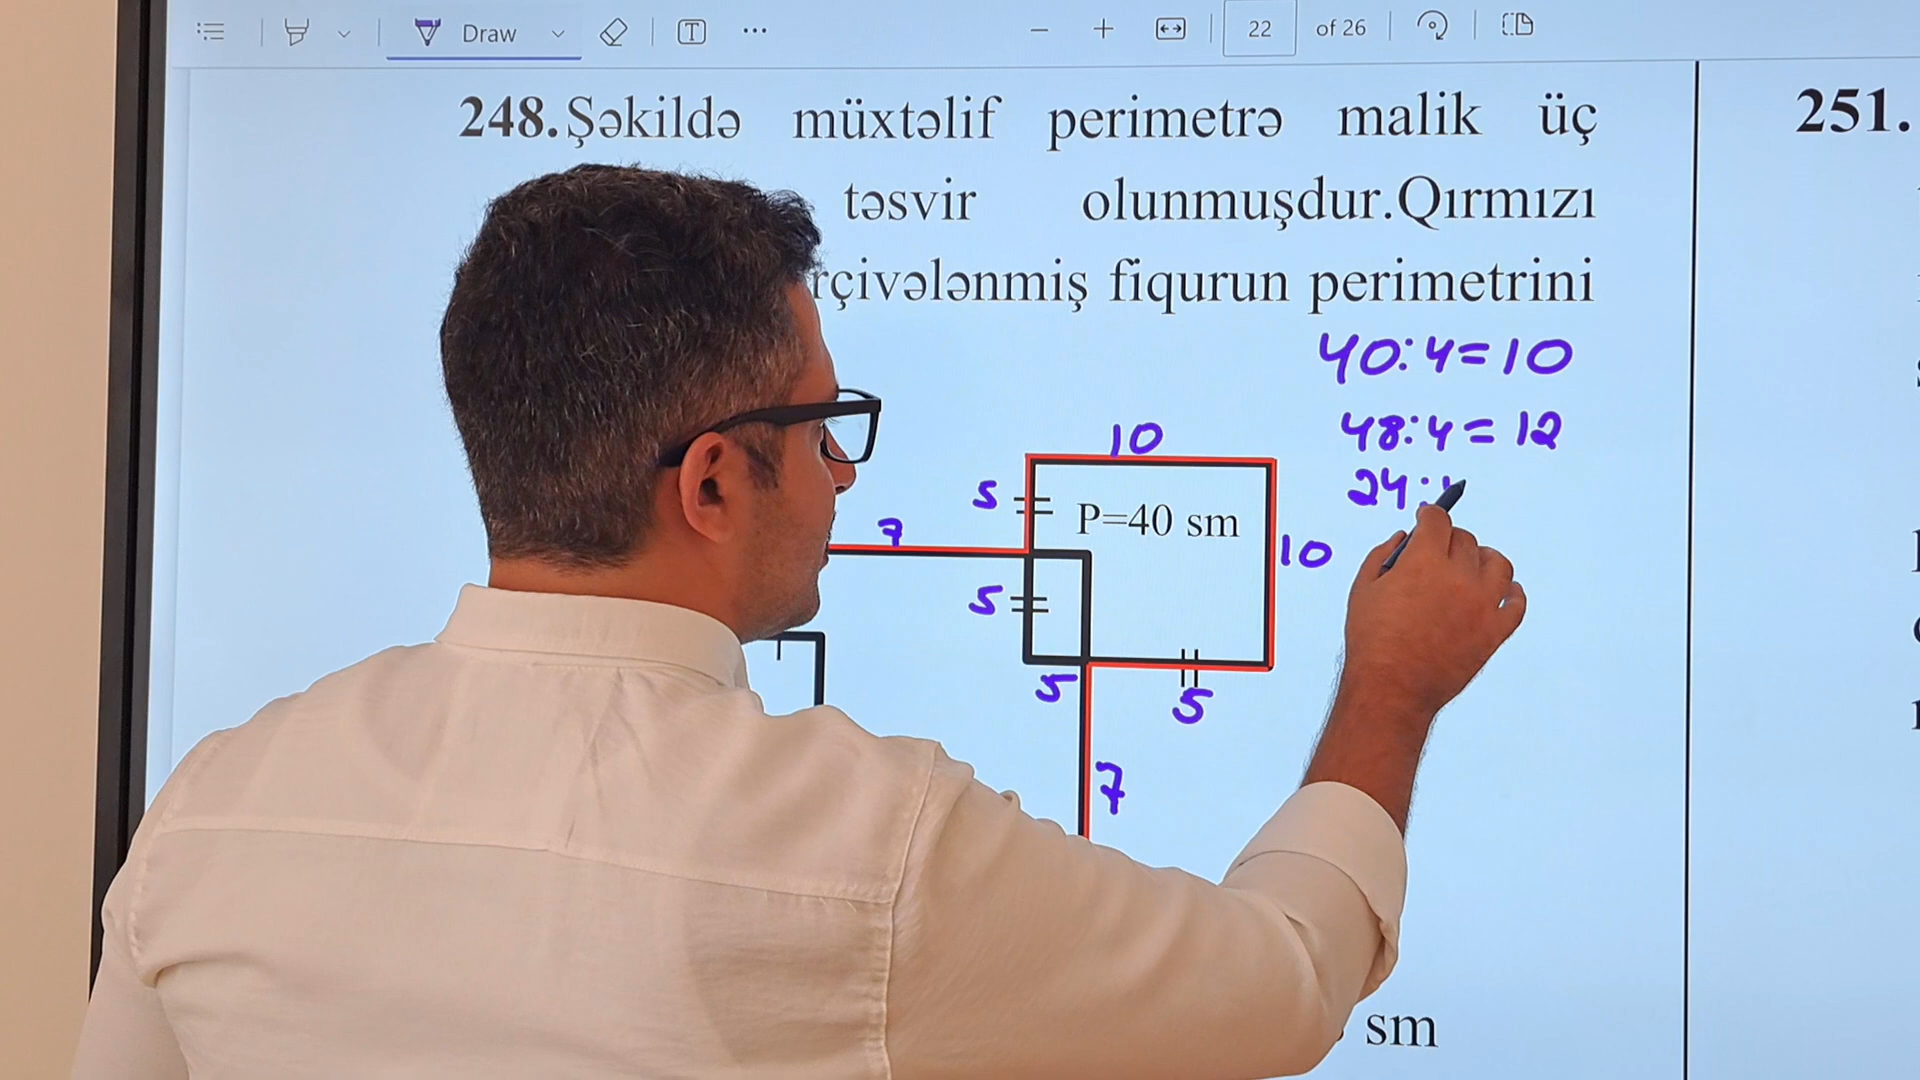 Draw
T
22 of 26
248. Şəkildə müxtəlif perimetrə malik üç
təsvir olunmuşdur. Qırmızı
rçivələnmiş fiqurun perimetrini
251.
40:4=10
48:4=12
24:
10
5
P=40 sm
7
10
5
5
5
7
sm